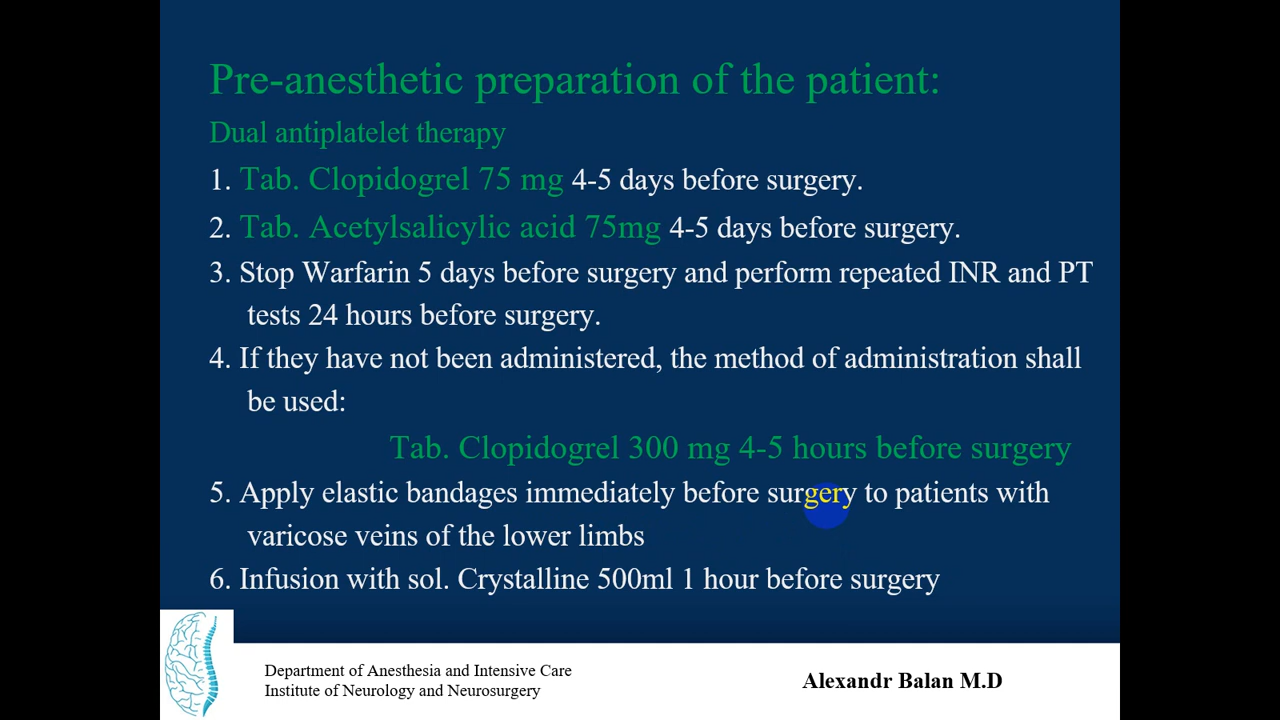 Pre-anesthetic preparation of the patient:
Dual antiplatelet therapy
1. Tab. Clopidogrel 75 mg 4-5 days before surgery.
2. Tab. Acetylsalicylic acid 75mg 4-5 days before surgery.
3. Stop Warfarin 5 days before surgery and perform repeated INR and PT
tests 24 hours before surgery.
4. If they have not been administered, the method of administration shall
be used:
Tab. Clopidogrel 300 mg 4-5 hours before surgery
5. Apply elastic bandages immediately before surgery to patients with
varicose veins of the lower limbs
6. Infusion with sol. Crystalline 500ml 1 hour before surgery
Department of Anesthesia and Intensive Care
Institute of Neurology and Neurosurgery
Alexandr Balan M.D